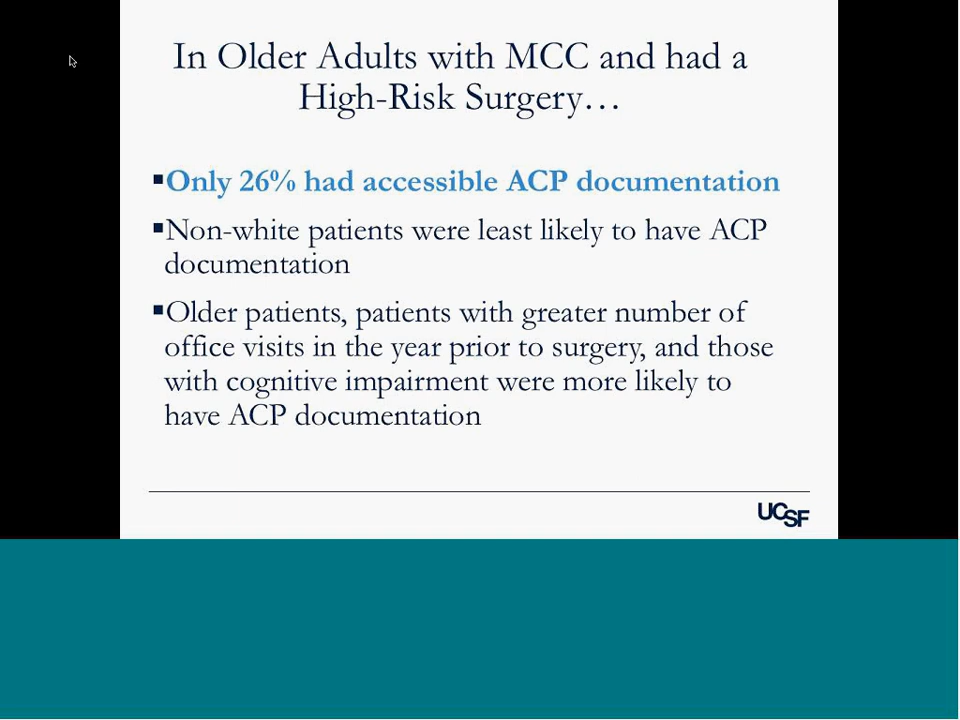 In Older Adults with MCC and had a
High-Risk Surgery…
▪Only 26% had accessible ACP documentation
▪Non-white patients were least likely to have ACP
documentation
▪Older patients, patients with greater number of
office visits in the year prior to surgery, and those
with cognitive impairment were more likely to
have ACP documentation
UCSF